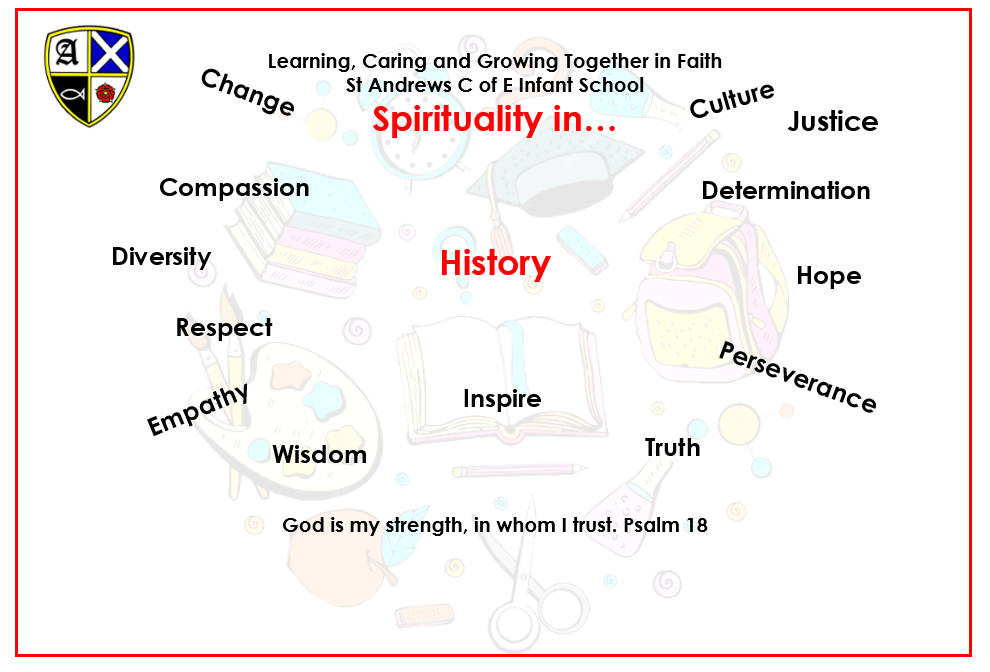 A
Learning, Caring and Growing Together in Faith
St Andrews C of E Infant School
Spirituality in…
Change
Culture
Justice
Compassion
Determination
Diversity
History
Hope
Respect
Perseverance
Empathy
Inspire
Wisdom
Truth
God is my strength, in whom I trust. Psalm 18